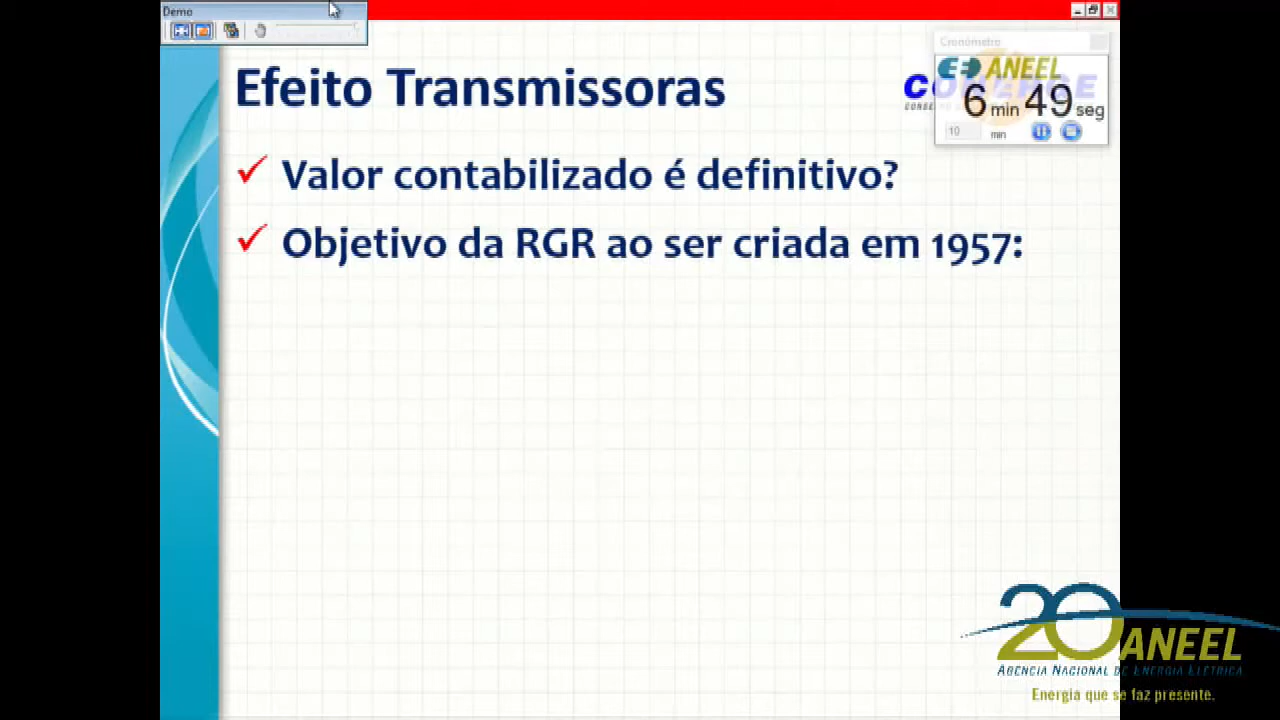 Demo
Cronómetro
ANEEL
6 min 49 seg
10 min
Efeito Transmissoras
Valor contabilizado é definitivo?
Objetivo da RGR ao ser criada em 1957:
20 ANEEL
AGÊNCIA NACIONAL DE ENERGIA ELÉTRICA
Energia que se faz presente.